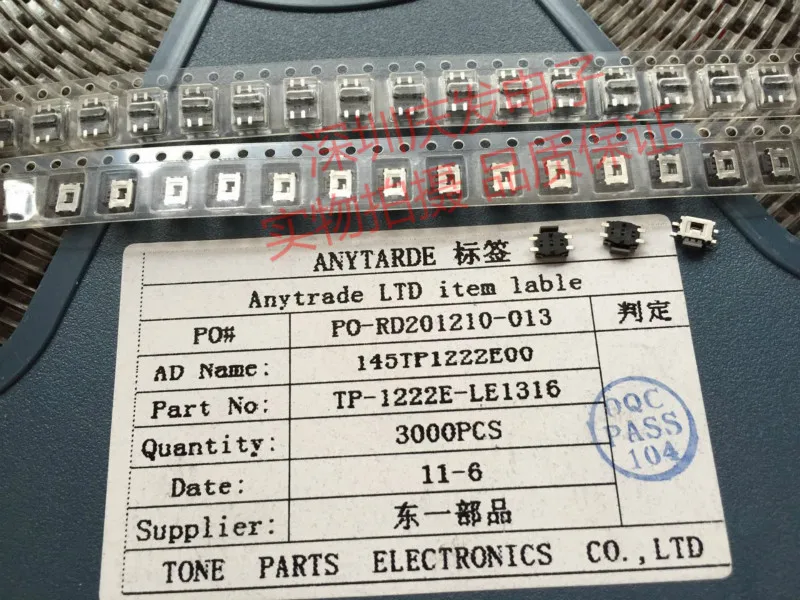 深圳庆发电子
实物拍摄 品质保证
ANYTARDE 标签
Anytrade LTD item lable
PO# PO-RD201210-013 判定
AD Name: 145TP1222E00
Part No: TP-1222E-LE1316
Quantity: 3000PCS
Date: 11-6
Supplier: 东一部品
TONE PARTS ELECTRONICS CO.,LTD
OQC
PASS
104